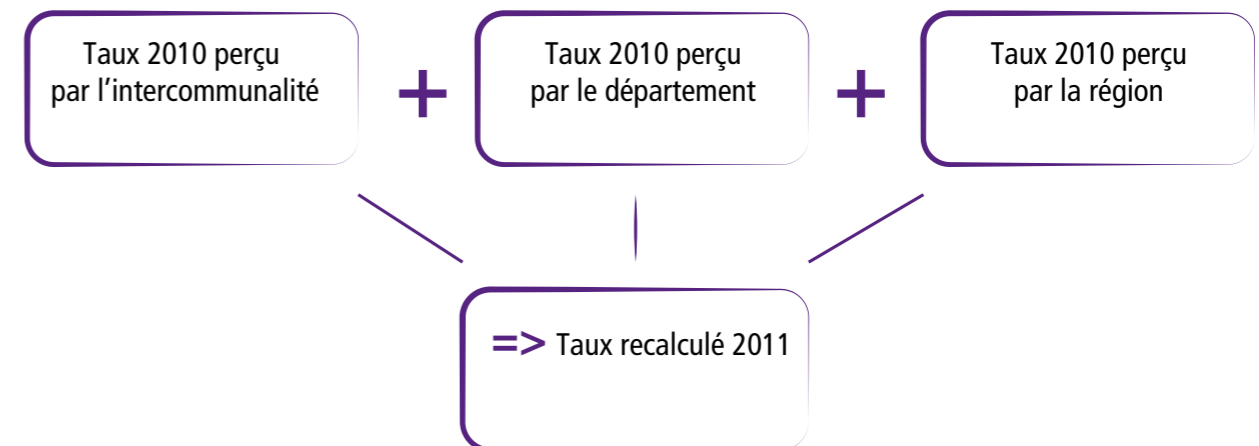 Taux 2010 perçu
par l’intercommunalité
+
Taux 2010 perçu
par le département
+
Taux 2010 perçu
par la région
=> Taux recalculé 2011